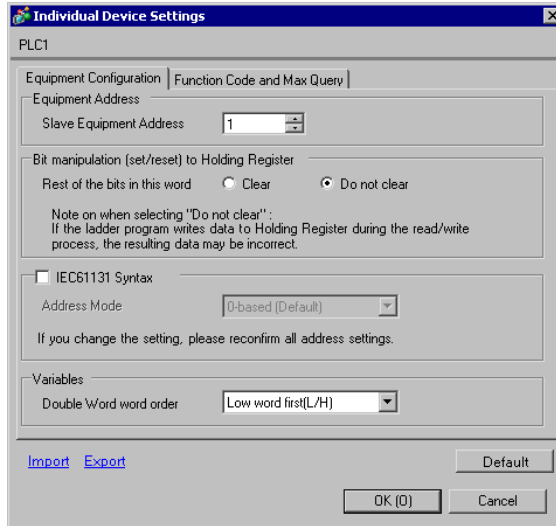 Individual Device Settings
PLC1
Equipment Configuration Function Code and Max Query
Equipment Address
Slave Equipment Address 1
Bit manipulation (set/reset) to Holding Register
Rest of the bits in this word Clear Do not clear
Note on when selecting "Do not clear" :
If the ladder program writes data to Holding Register during the read/write
process, the resulting data may be incorrect.
IEC61131 Syntax
Address Mode 0-based (Default)
If you change the setting, please reconfirm all address settings.
Variables
Double Word word order Low word first(L/H)
Import Export Default
OK (O) Cancel